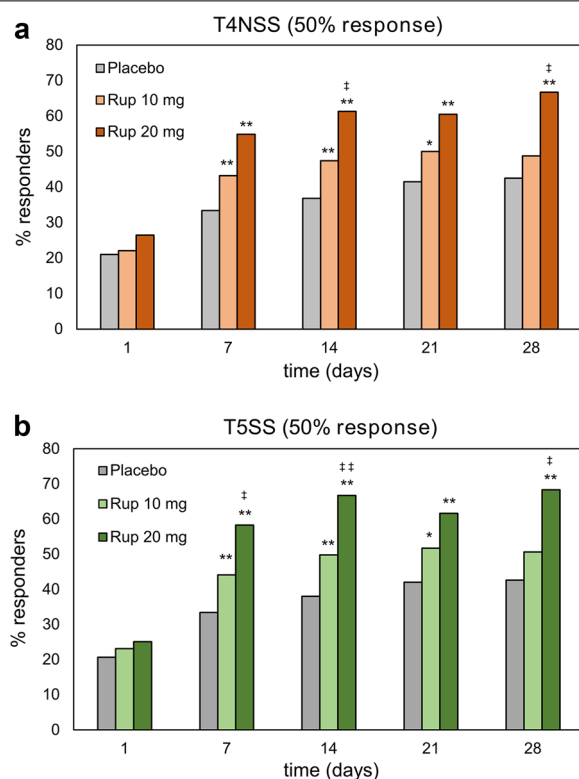 a
T4NSS (50% response)
80
70
60
50
40
30
20
10
0
% responders
Placebo
Rup 10 mg
Rup 20 mg
** **
‡
** **
* **
‡
**
1 7 14 21 28
time (days)
b
T5SS (50% response)
80
70
60
50
40
30
20
10
0
% responders
Placebo
Rup 10 mg
Rup 20 mg
‡
** **
‡ ‡
** **
* **
‡
**
1 7 14 21 28
time (days)